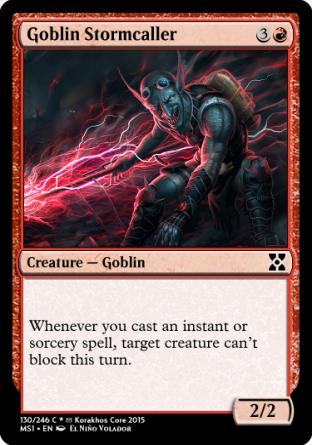 Goblin Stormcaller 3
Creature — Goblin
Whenever you cast an instant or
sorcery spell, target creature can't
block this turn.
2/2
130/246 C * Korakhos Core 2015
MS1 • EN El Niño Volador